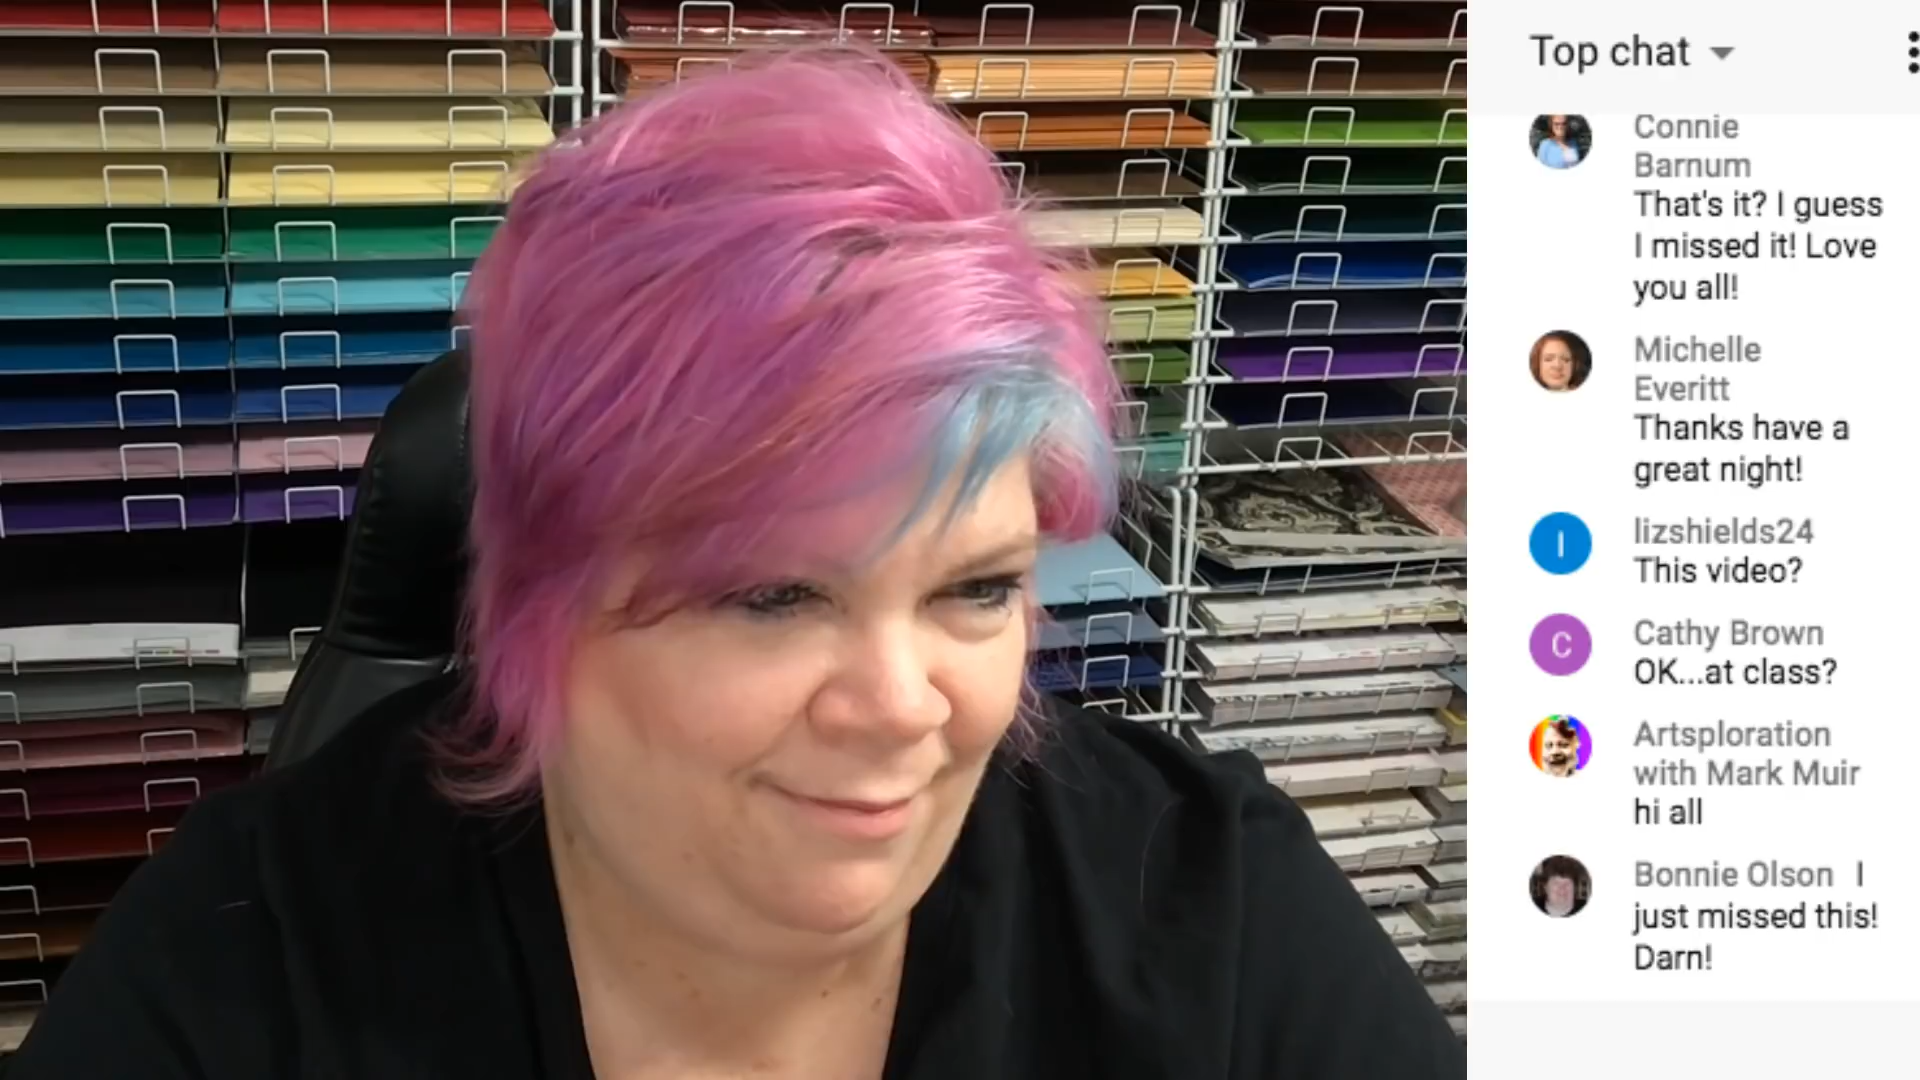 Top chat
Connie
Barnum
That's it? I guess
I missed it! Love
you all!
Michelle
Everitt
Thanks have a
great night!
I
lizshields24
This video?
C
Cathy Brown
OK...at class?
Artsploration
with Mark Muir
hi all
Bonnie Olson I
just missed this!
Darn!